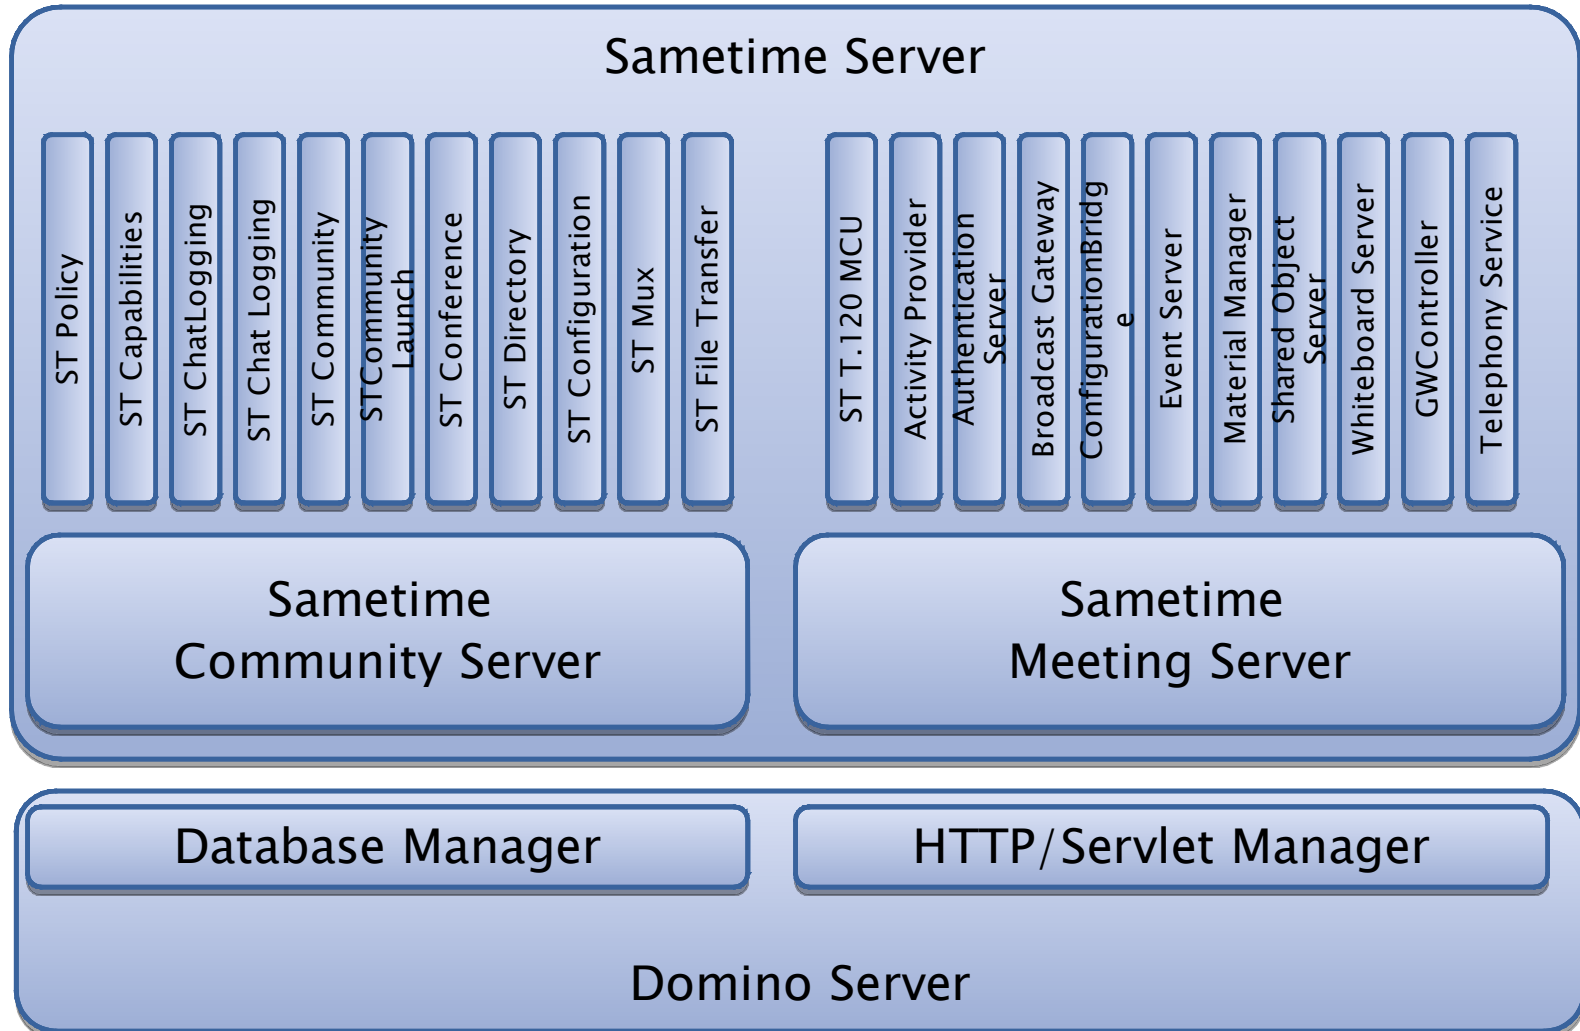 Sametime Server
ST Policy
ST Capabilities
ST ChatLogging
ST Chat Logging
ST Community
STCommunity
Launch
ST Conference
ST Directory
ST Configuration
ST Mux
ST File Transfer
ST T.120 MCU
Activity Provider
Authentication
Server
Broadcast Gateway
ConfigurationBridg
e
Event Server
Material Manager
Shared Object
Server
Whiteboard Server
GWController
Telephony Service
Sametime
Community Server
Sametime
Meeting Server
Database Manager
HTTP/Servlet Manager
Domino Server